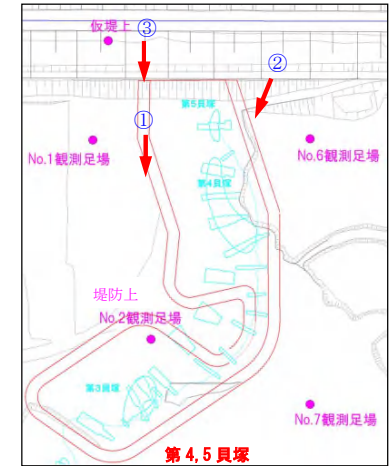 仮堤上
③
②
①
第5貝塚
No.1観測足場
No.6観測足場
第4貝塚
堤防上
No.2観測足場
第3貝塚
No.7観測足場
第4,5貝塚